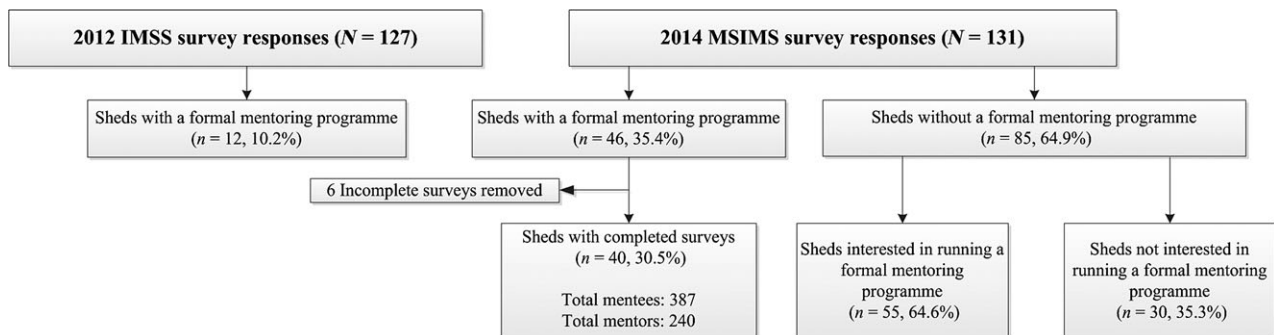 2012 IMSS survey responses (N = 127)
2014 MSIMS survey responses (N = 131)
Sheds with a formal mentoring programme
(n = 12, 10.2%)
Sheds with a formal mentoring programme
(n = 46, 35.4%)
Sheds without a formal mentoring programme
(n = 85, 64.9%)
6 Incomplete surveys removed
Sheds with completed surveys
(n = 40, 30.5%)
Total mentees: 387
Total mentors: 240
Sheds interested in running a
formal mentoring
programme
(n = 55, 64.6%)
Sheds not interested in
running a formal mentoring
programme
(n = 30, 35.3%)